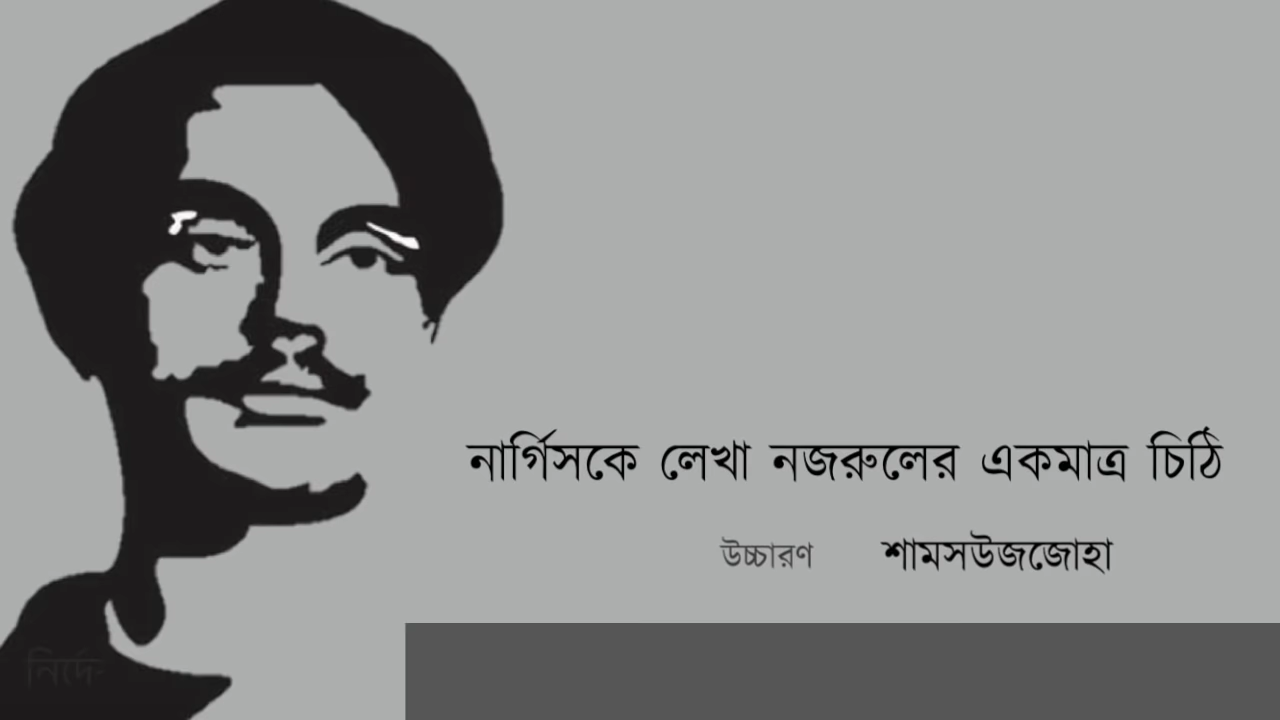 নার্গিসকে লেখা নজরুলের একমাত্র চিঠি
উচ্চারণ শামসউজজোহা